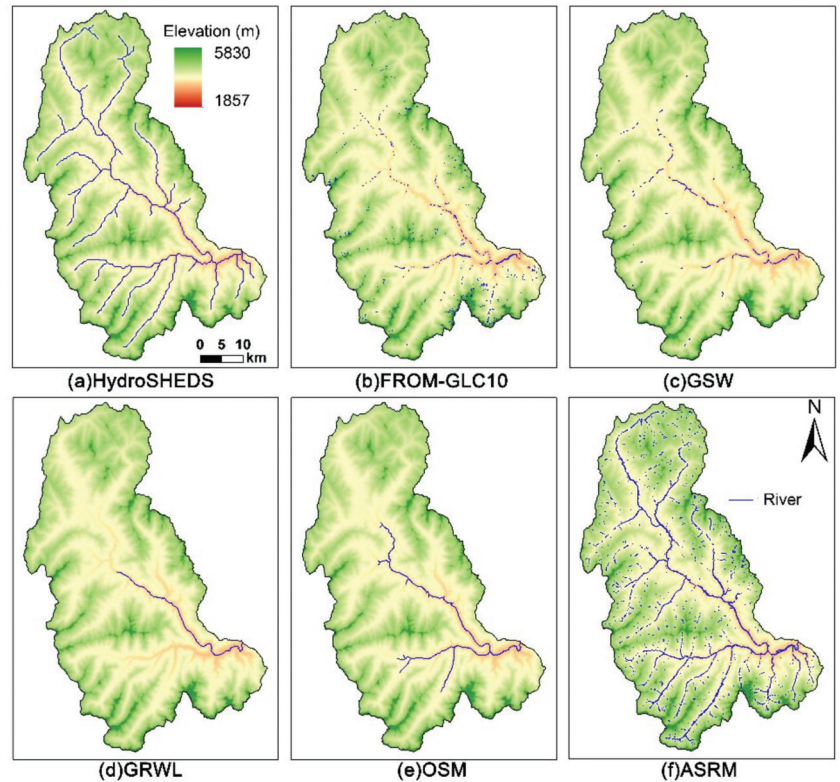 Elevation (m)
5830
1857
0 5 10
km
(a)HydroSHEDS
(b)FROM-GLC10
(c)GSW
N
River
(d)GRWL
(e)OSM
(f)ASRM